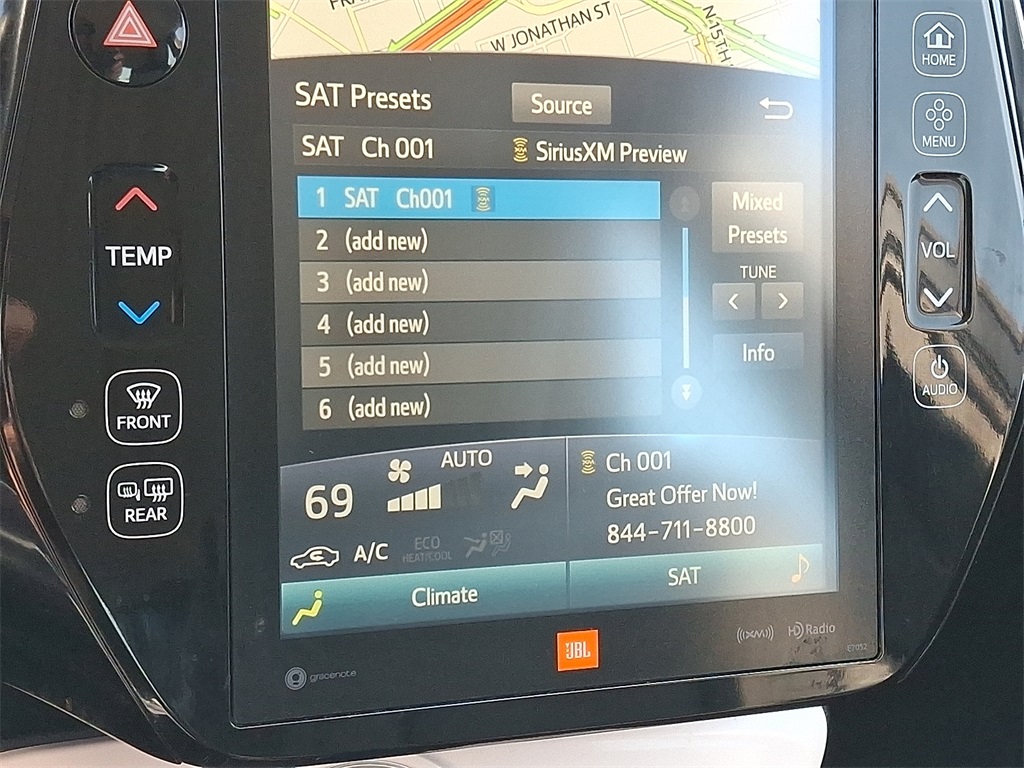 FRA
W JONATHAN ST
N 15TH
SAT Presets
Source
SAT Ch 001
SiriusXM Preview
1 SAT Ch001
2 (add new)
3 (add new)
4 (add new)
5 (add new)
6 (add new)
Mixed
Presets
TUNE
Info
AUTO
69
A/C
ECO
HEAT/COOL
Ch 001
Great Offer Now!
844-711-8800
Climate
SAT
TEMP
FRONT
REAR
HOME
MENU
VOL
AUDIO
gracenote
JBL
((XM))
HD Radio
E7052